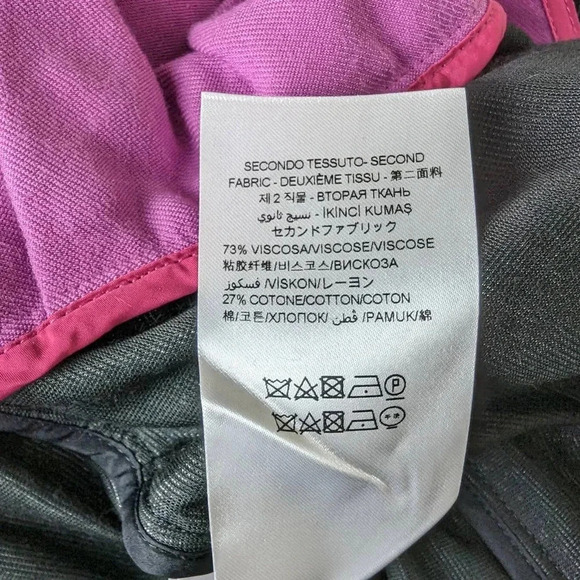 SECONDO TESSUTO- SECOND
FABRIC - DEUXIÈME TISSU - 第二面料
제 2 직물 - ВТОРАЯ ТКАНЬ
نسيج ثانوي - İKİNCİ KUMAŞ
セカンドファブリック
73% VISCOSA/VISCOSE/VISCOSE
粘胶纤维/비스코스/ВИСКОЗА
فسكوز /VİSKON/レーヨン
27% COTONE/COTTON/COTON
棉/코튼/ХЛОПОК/ قطن /PAMUK/綿
P